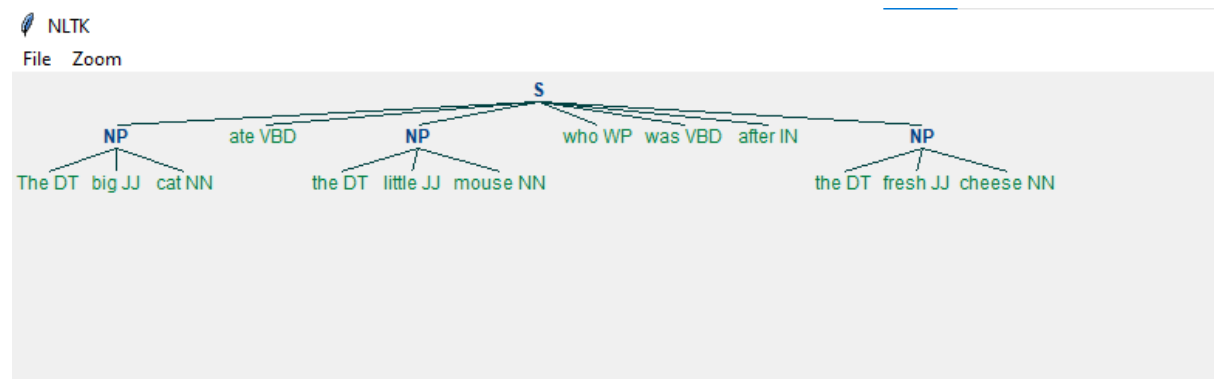 NLTK
File Zoom
S
NP ate VBD NP who WP was VBD after IN NP
The DT big JJ cat NN the DT little JJ mouse NN the DT fresh JJ cheese NN